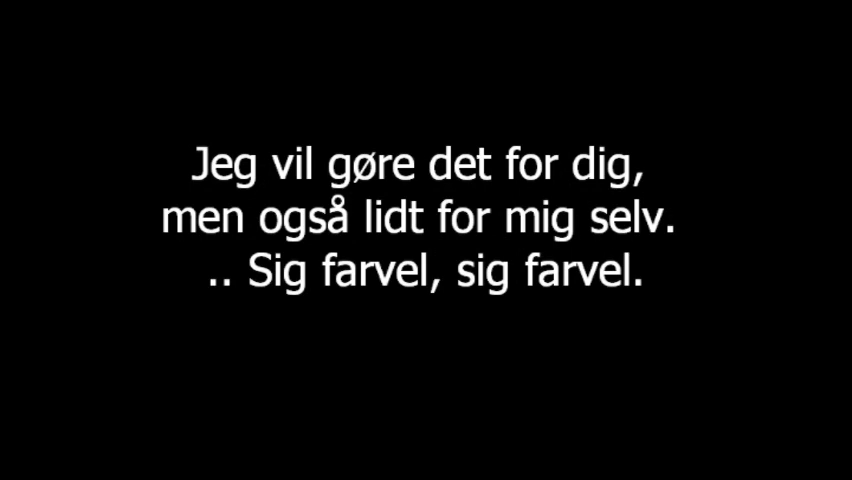 Jeg vil gøre det for dig,
men også lidt for mig selv.
.. Sig farvel, sig farvel.